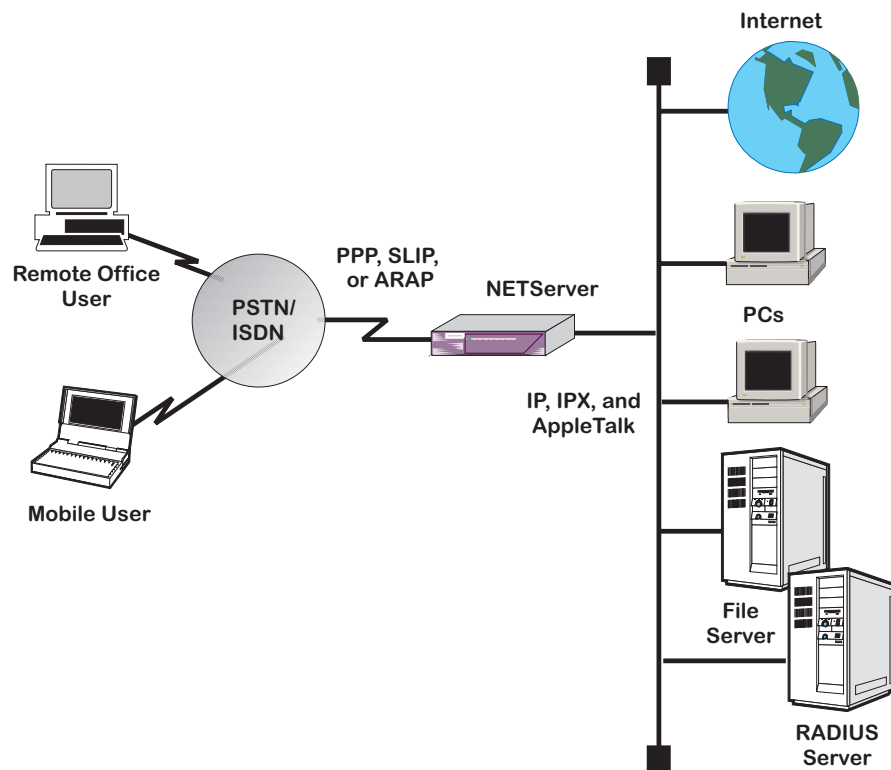 Internet
Remote Office
User
PSTN/
ISDN
PPP, SLIP,
or ARAP
NETServer
PCs
IP, IPX, and
AppleTalk
Mobile User
File
Server
RADIUS
Server